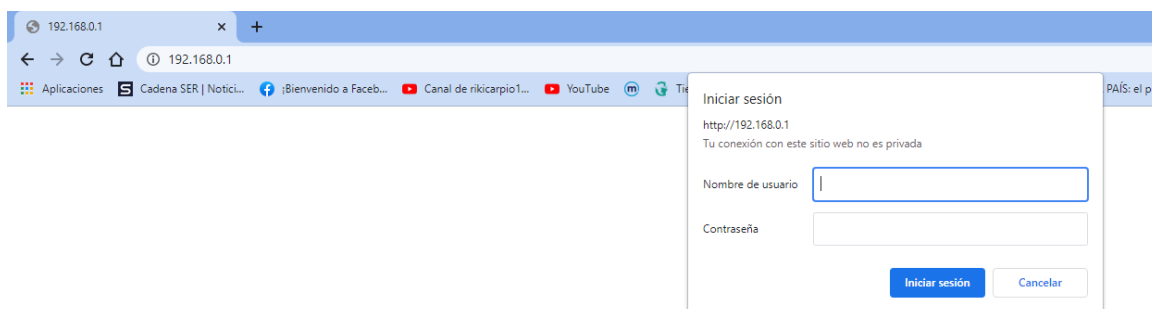 192.168.0.1
192.168.0.1
Aplicaciones Cadena SER | Notici... ¡Bienvenido a Faceb... Canal de rikicarpio1... YouTube m Tie PAÍS: el p
Iniciar sesión
http://192.168.0.1
Tu conexión con este sitio web no es privada
Nombre de usuario
Contraseña
Iniciar sesión Cancelar